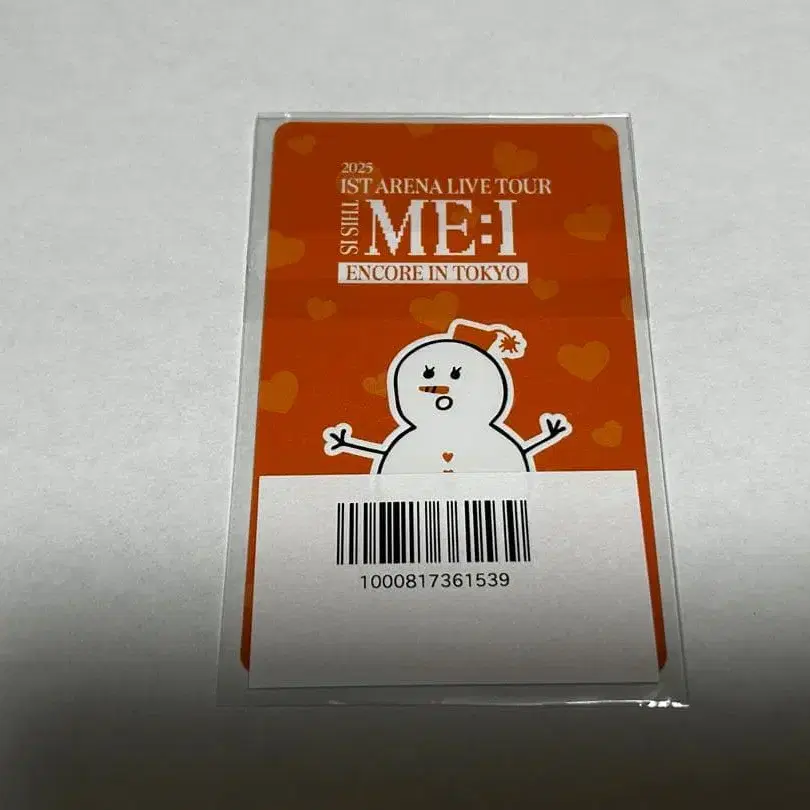 2025
1ST ARENA LIVE TOUR
THIS IS
ME:I
ENCORE IN TOKYO
1000817361539